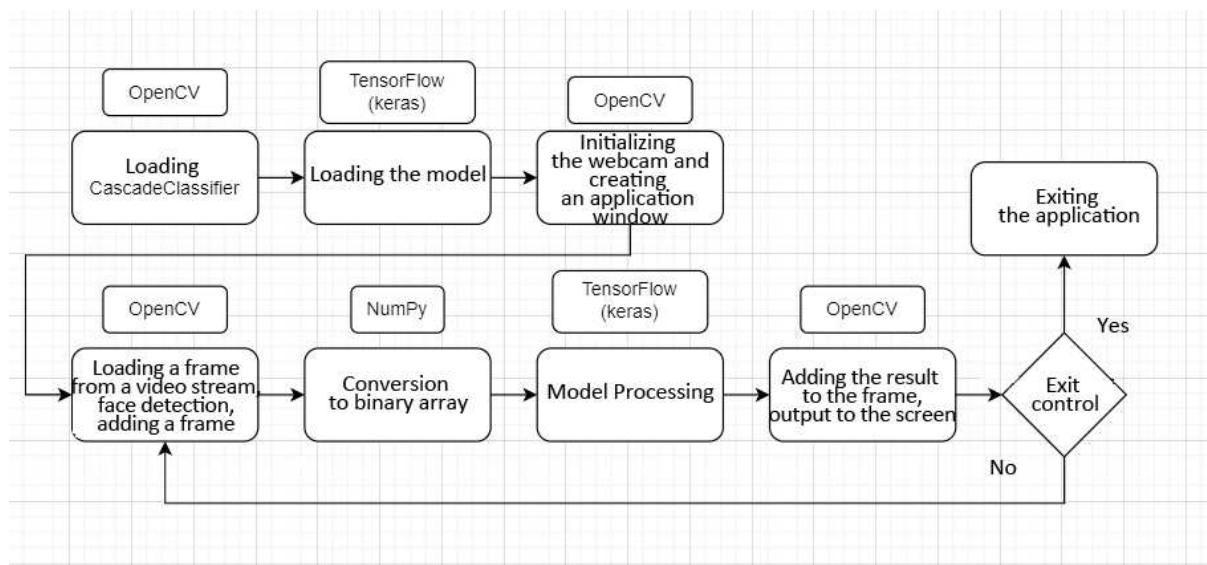 OpenCV
TensorFlow
(keras)
OpenCV
Loading
CascadeClassifier
Loading the model
Initializing
the webcam and
creating
an application
window
Exiting
the application
OpenCV
NumPy
TensorFlow
(keras)
OpenCV
Yes
Loading a frame
from a video stream,
face detection,
adding a frame
Conversion
to binary array
Model Processing
Adding the result
to the frame,
output to the screen
Exit
control
No